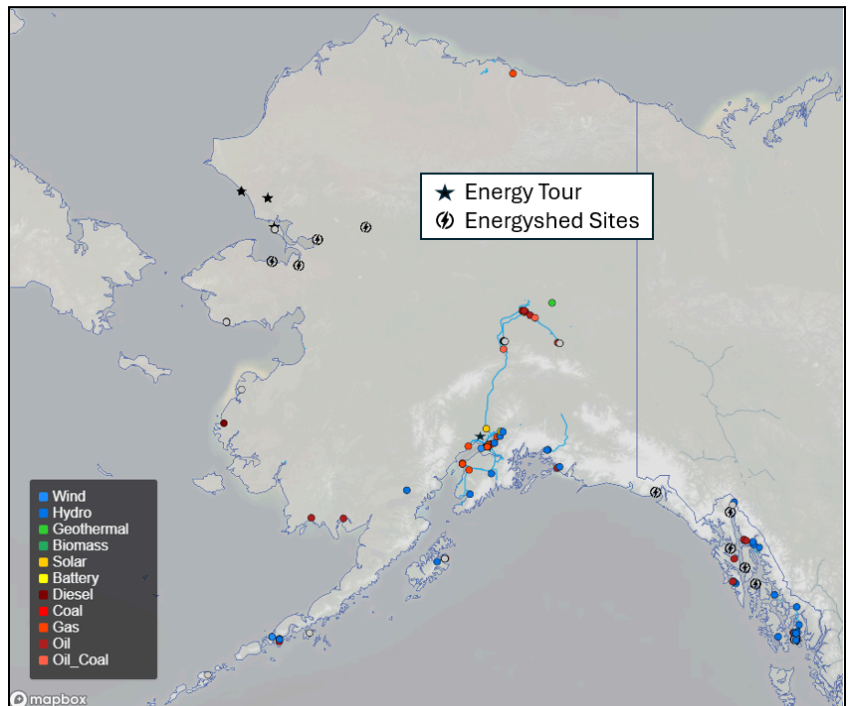 Energy Tour
Energyshed Sites
Wind
Hydro
Geothermal
Biomass
Solar
Battery
Diesel
Coal
Gas
Oil
Oil_Coal
mapbox